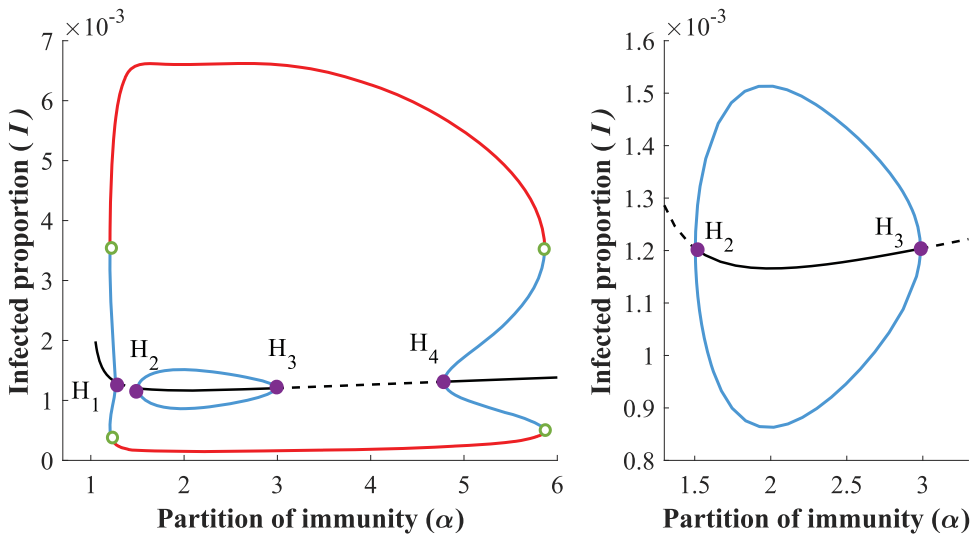 ×10⁻³
7
6
5
4
3
2
1
0
Infected proportion ( I )
H₁
H₂
H₃
H₄
1
2
3
4
5
6
Partition of immunity (α)
×10⁻³
1.6
1.5
1.4
1.3
1.2
1.1
1
0.9
0.8
Infected proportion ( I )
H₂
H₃
1.5
2
2.5
3
Partition of immunity (α)